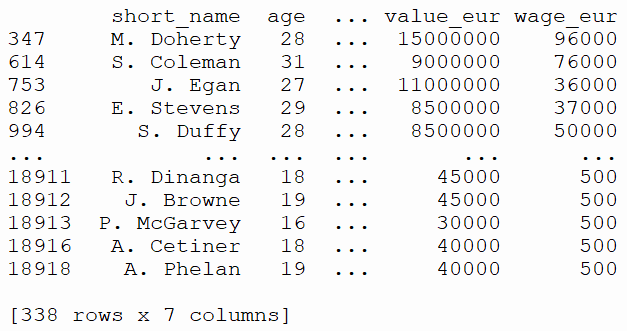 short_name age ... value_eur wage_eur
347 M. Doherty 28 ... 15000000 96000
614 S. Coleman 31 ... 9000000 76000
753 J. Egan 27 ... 11000000 36000
826 E. Stevens 29 ... 8500000 37000
994 S. Duffy 28 ... 8500000 50000
... ... ... ... ... ...
18911 R. Dinanga 18 ... 45000 500
18912 J. Browne 19 ... 45000 500
18913 P. McGarvey 16 ... 30000 500
18916 A. Cetiner 18 ... 40000 500
18918 A. Phelan 19 ... 40000 500
[338 rows x 7 columns]